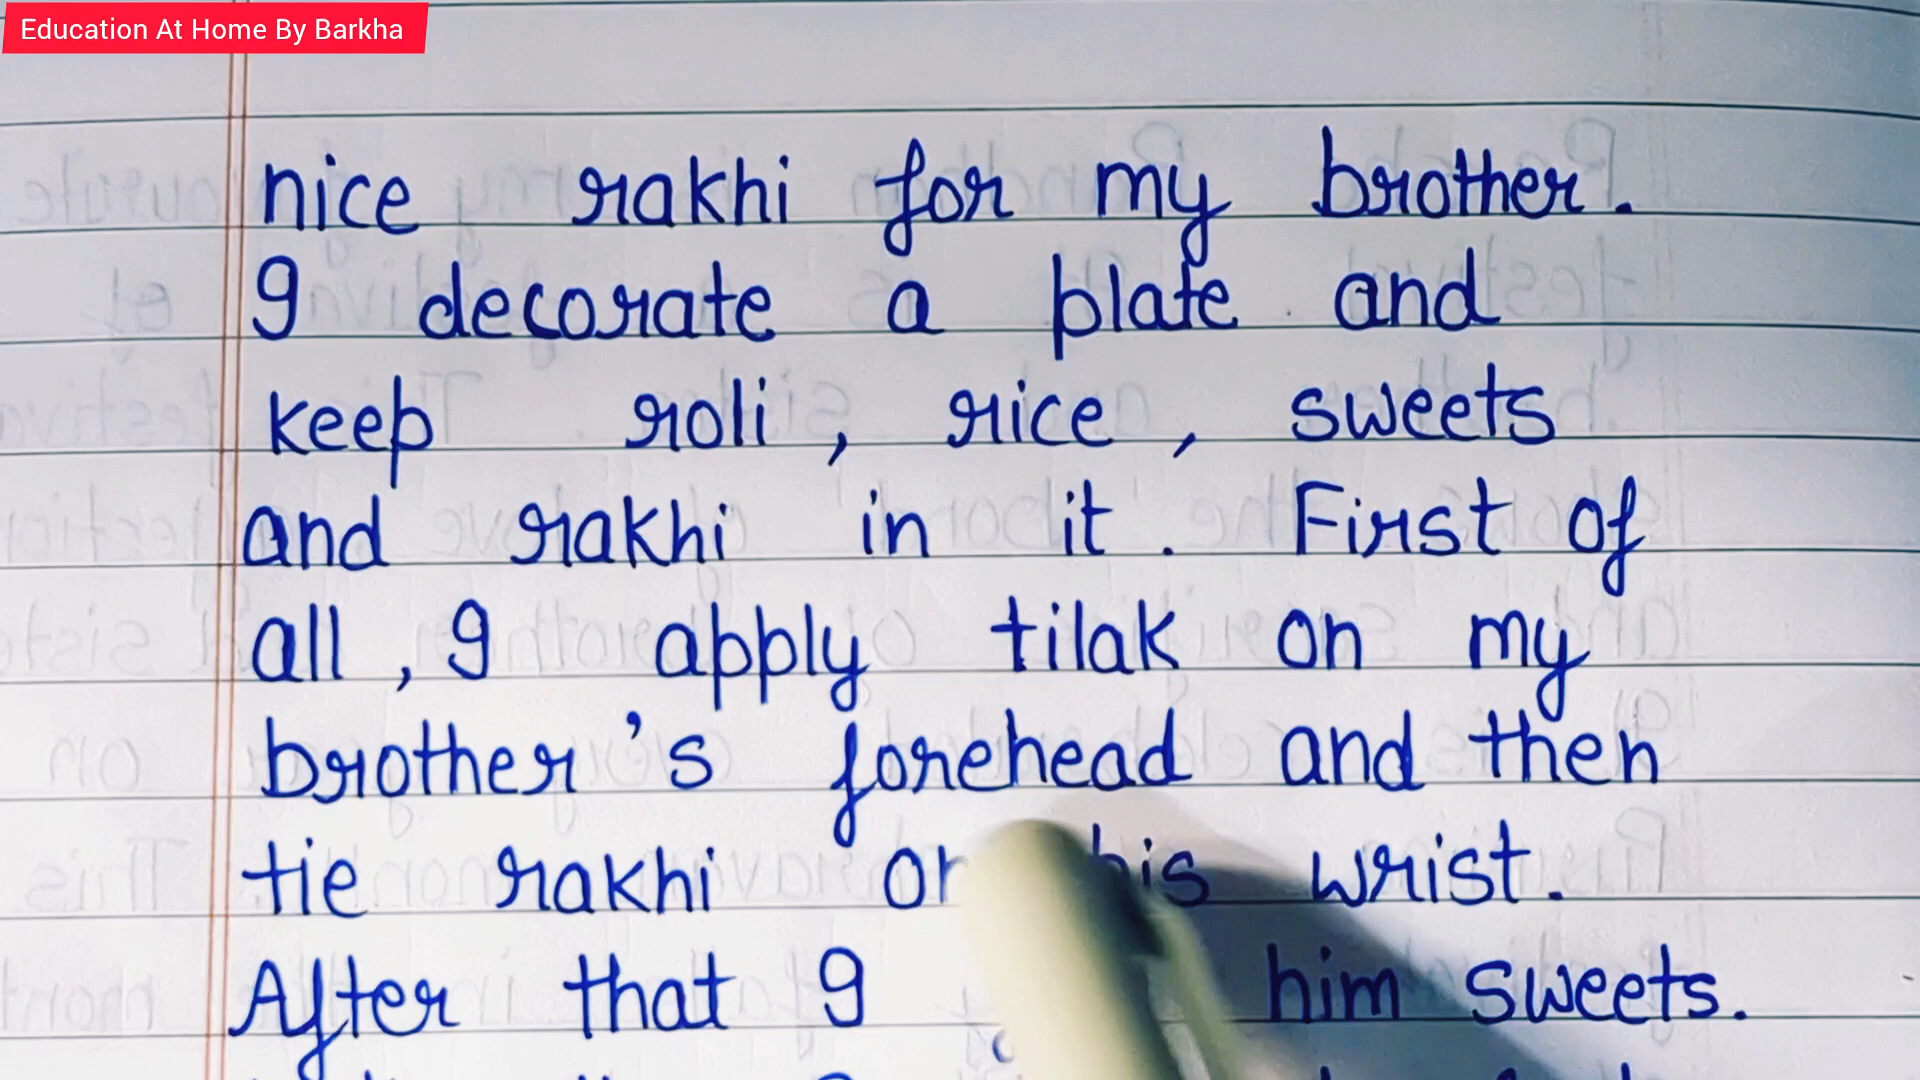 Education At Home By Barkha
nice rakhi for my brother.
I decorate a plate and
keep roli, rice, sweets
and rakhi in it. First of
all, I apply tilak on my
brother's forehead and then
tie rakhi on his wrist.
After that I him sweets.